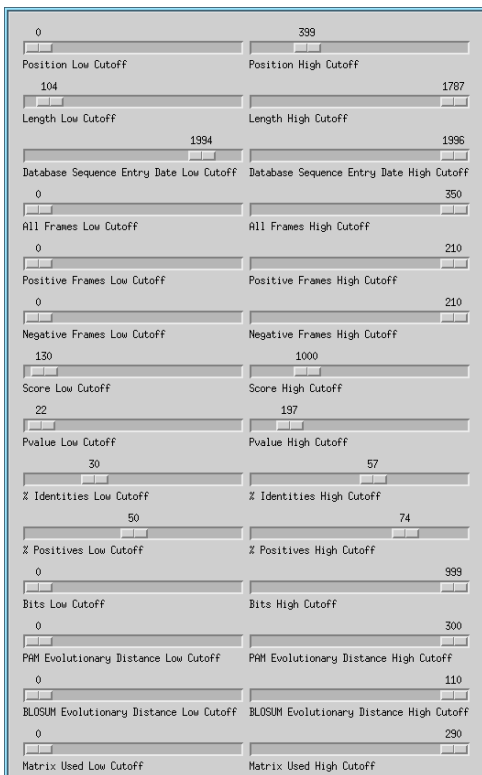 0 399
Position Low Cutoff Position High Cutoff
104 1787
Length Low Cutoff Length High Cutoff
1994 1996
Database Sequence Entry Date Low Cutoff Database Sequence Entry Date High Cutoff
0 350
All Frames Low Cutoff All Frames High Cutoff
0 210
Positive Frames Low Cutoff Positive Frames High Cutoff
0 210
Negative Frames Low Cutoff Negative Frames High Cutoff
130 1000
Score Low Cutoff Score High Cutoff
22 197
Pvalue Low Cutoff Pvalue High Cutoff
30 57
% Identities Low Cutoff % Identities High Cutoff
50 74
% Positives Low Cutoff % Positives High Cutoff
0 999
Bits Low Cutoff Bits High Cutoff
0 300
PAM Evolutionary Distance Low Cutoff PAM Evolutionary Distance High Cutoff
0 110
BLOSUM Evolutionary Distance Low Cutoff BLOSUM Evolutionary Distance High Cutoff
0 290
Matrix Used Low Cutoff Matrix Used High Cutoff